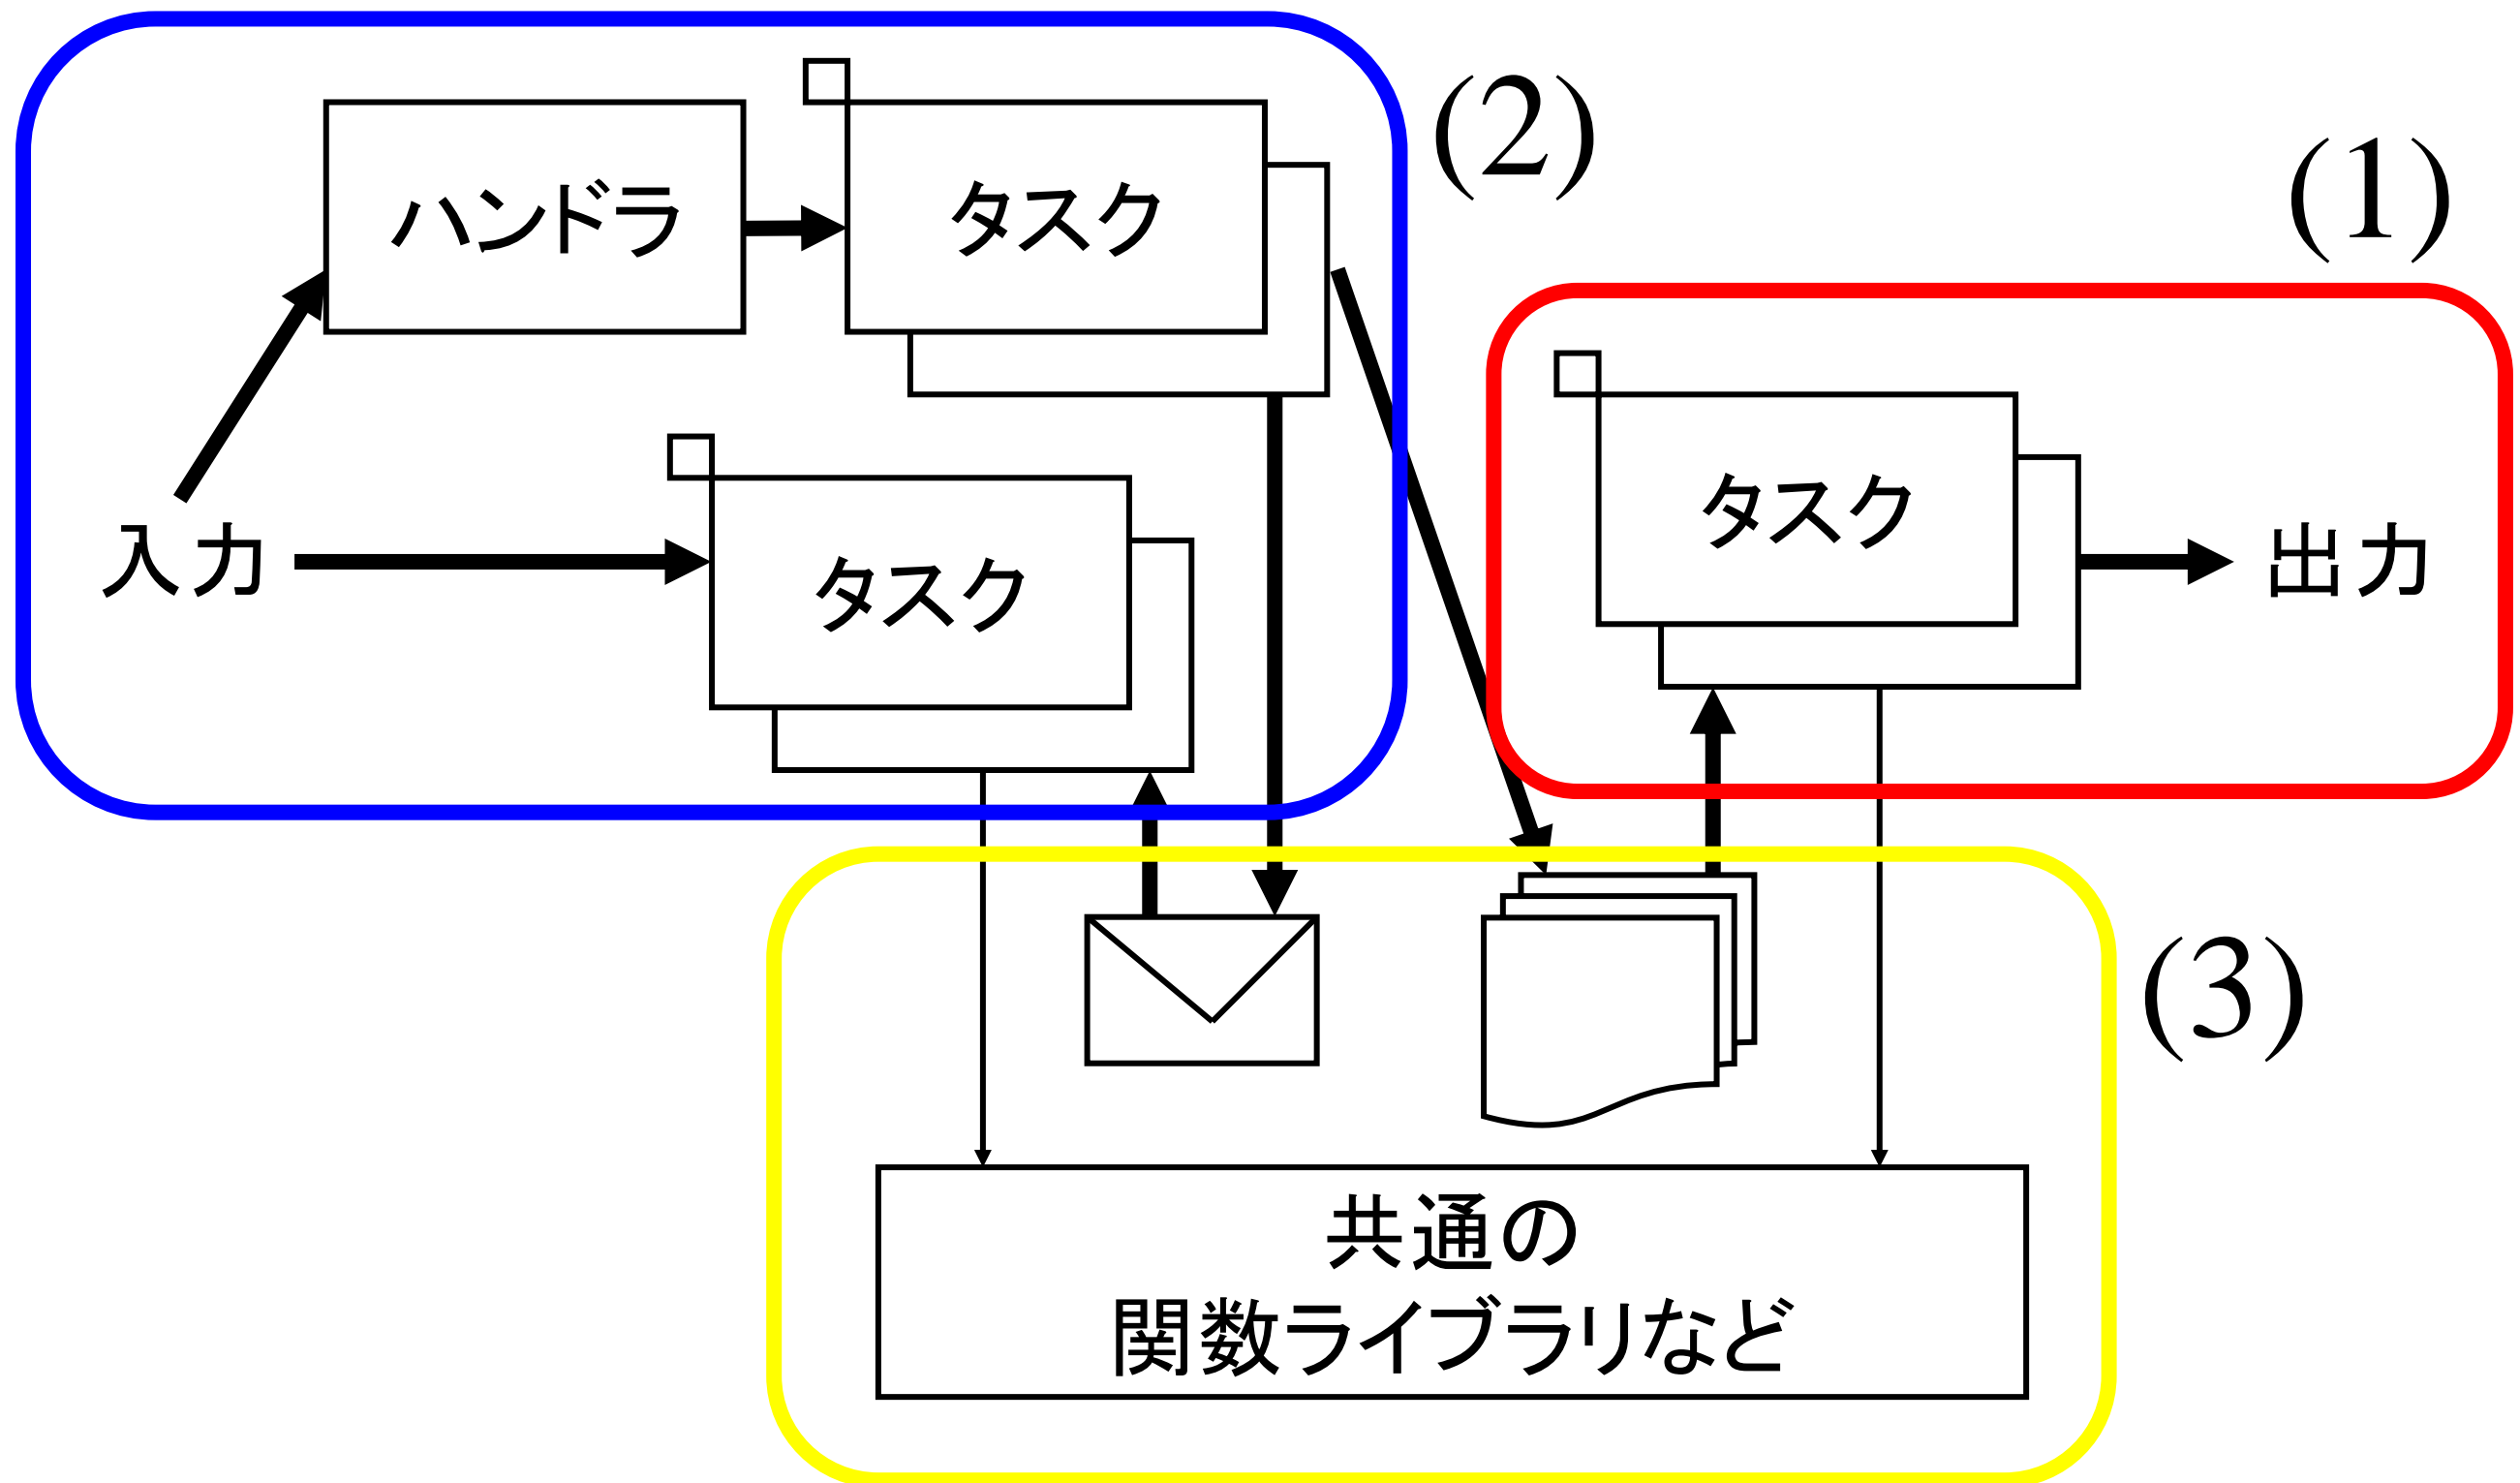 (2)
(1)
ハンドラ
タスク
タスク
入力
タスク
出力
(3)
共通の
関数ライブラリなど